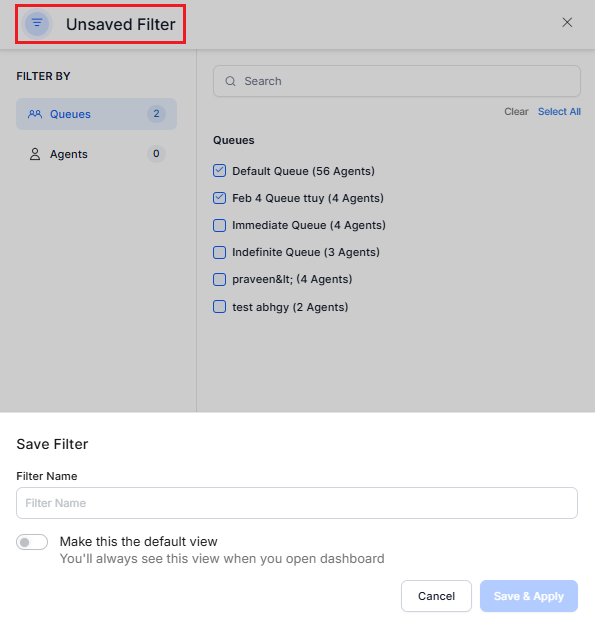 Unsaved Filter
FILTER BY
Queues 2
Agents 0
Search
Clear Select All
Queues
Default Queue (56 Agents)
Feb 4 Queue ttuy (4 Agents)
Immediate Queue (4 Agents)
Indefinite Queue (3 Agents)
praveen&lt; (4 Agents)
test abhgy (2 Agents)
Save Filter
Filter Name
Filter Name
Make this the default view
You'll always see this view when you open dashboard
Cancel Save & Apply